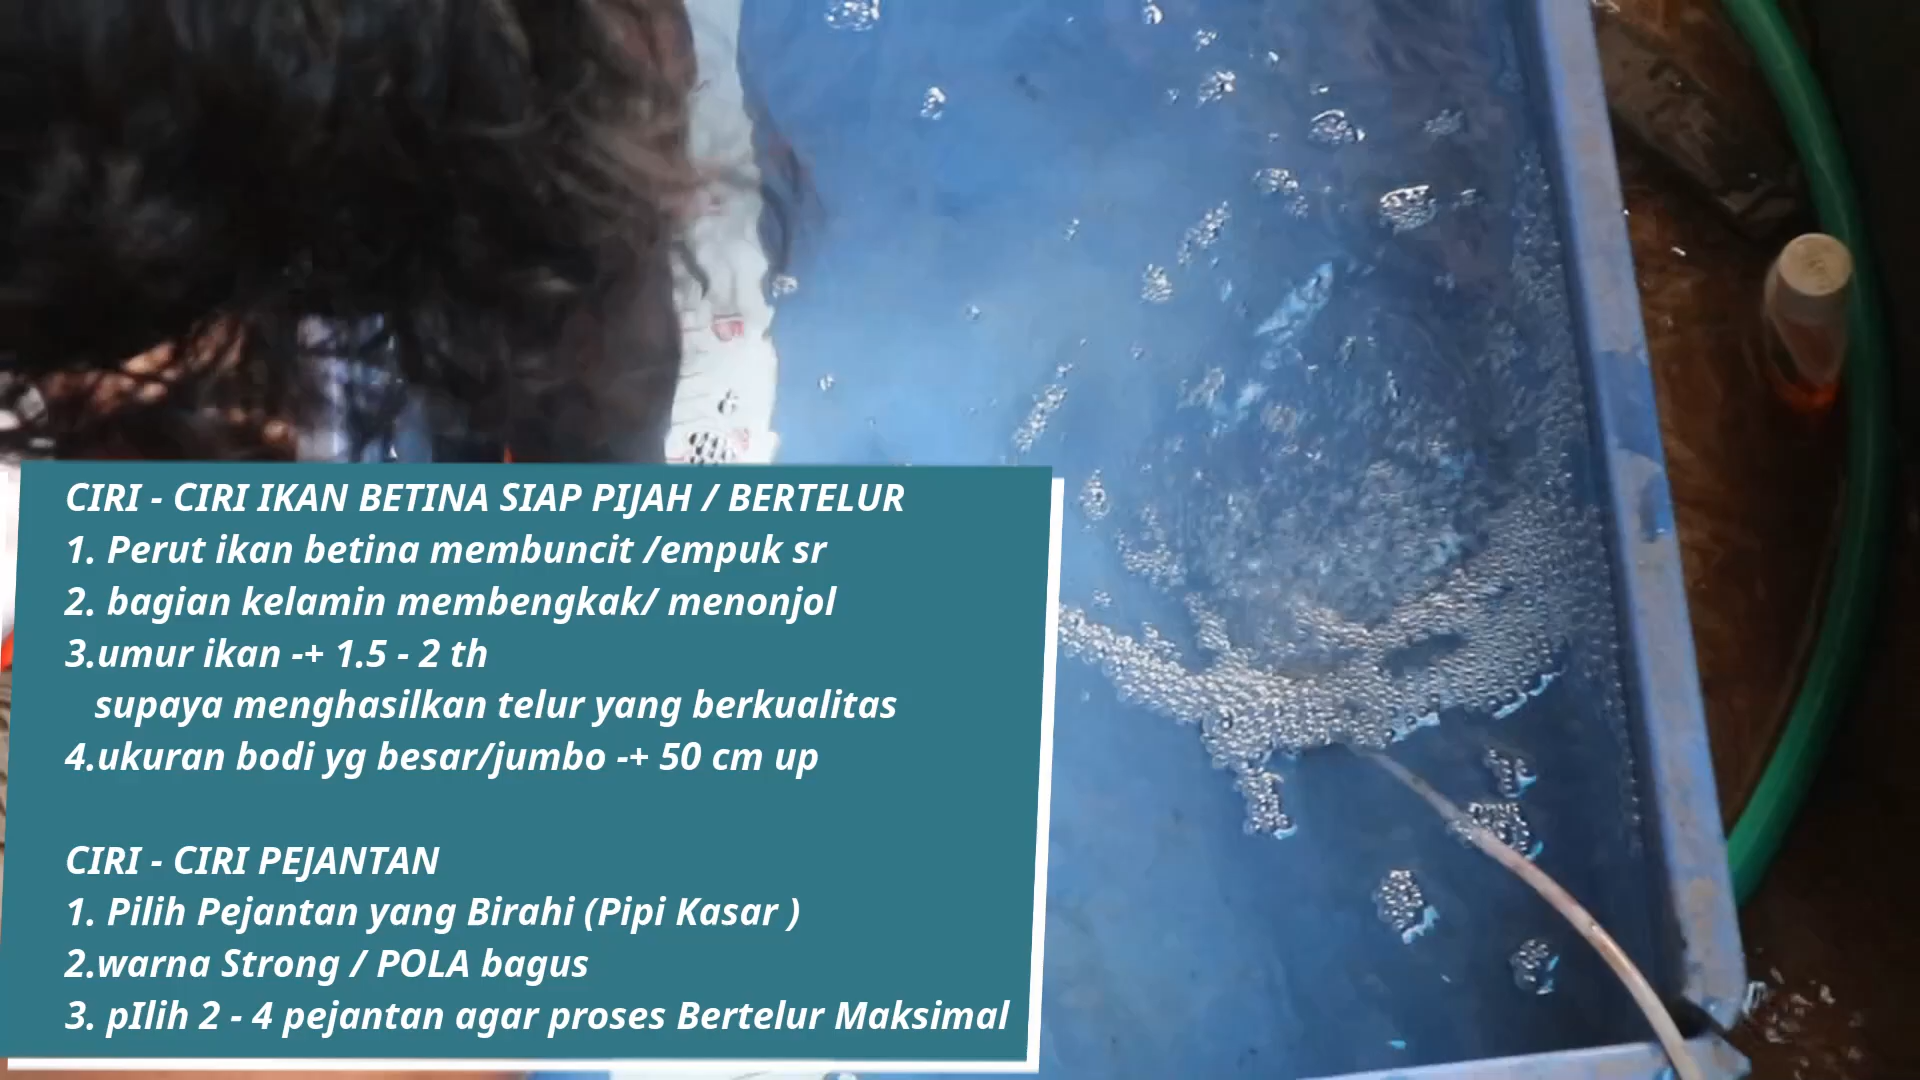 CIRI - CIRI IKAN BETINA SIAP PIJAH / BERTELUR
1. Perut ikan betina membuncit /empuk sr
2. bagian kelamin membengkak/ menonjol
3.umur ikan -+ 1.5 - 2 th
supaya menghasilkan telur yang berkualitas
4.ukuran bodi yg besar/jumbo -+ 50 cm up
CIRI - CIRI PEJANTAN
1. Pilih Pejantan yang Birahi (Pipi Kasar )
2.warna Strong / POLA bagus
3. pIlih 2 - 4 pejantan agar proses Bertelur Maksimal